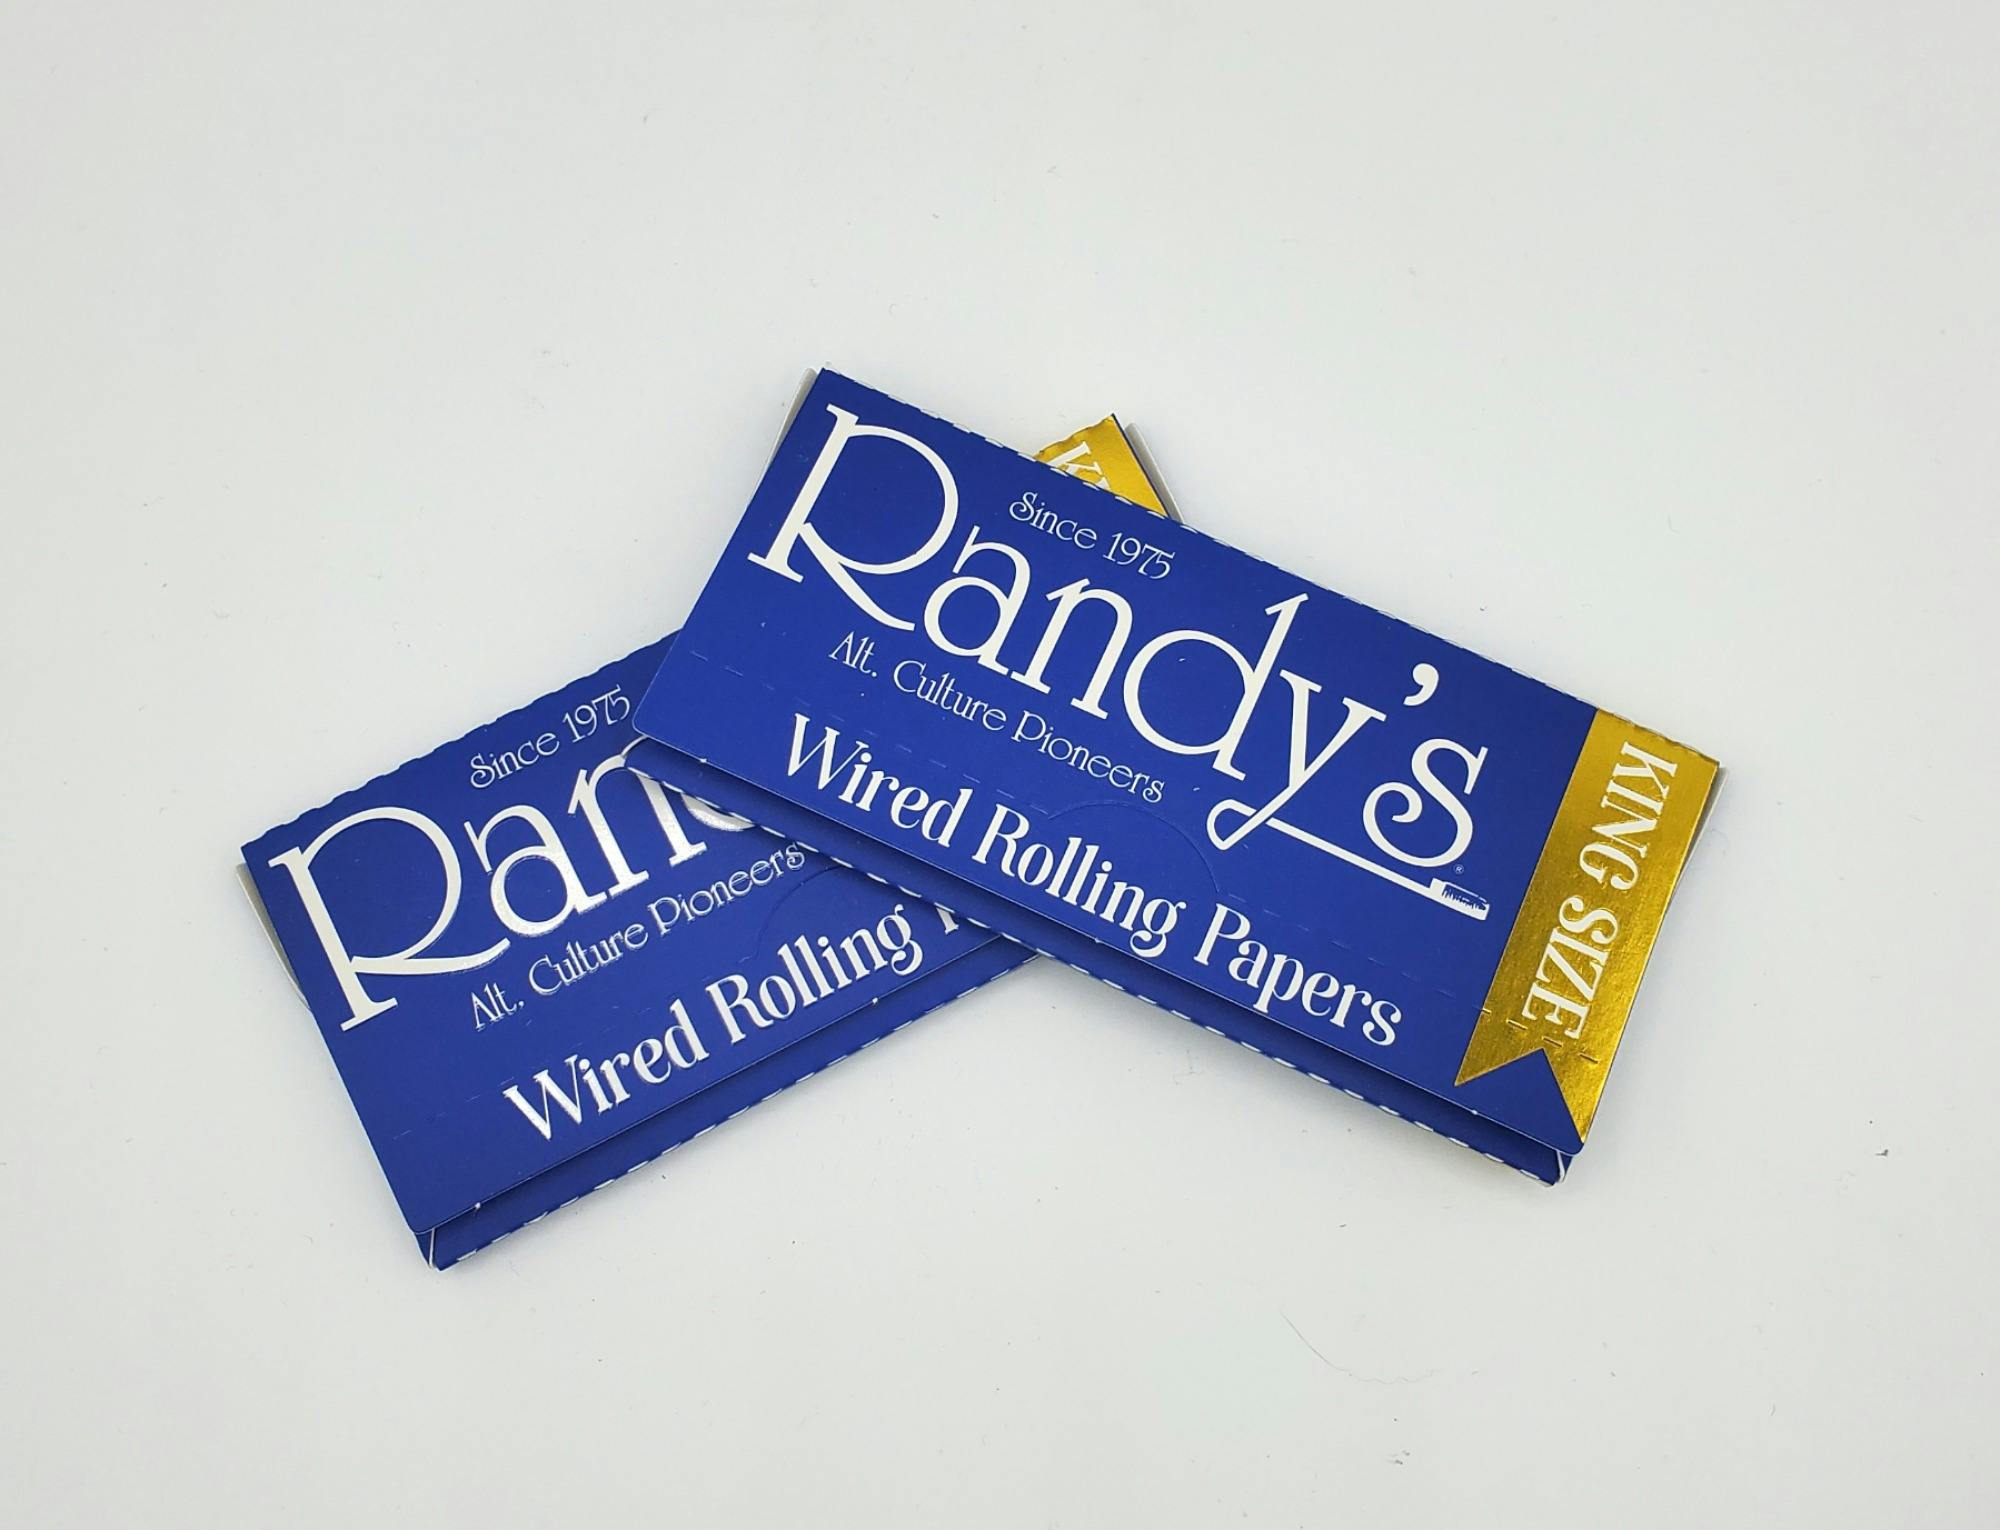 Since 1975
Randy's
Alt. Culture Pioneers
Wired Rolling Papers
KING SIZE
Since 1975
Alt. Culture Pioneers
Wired Rolling